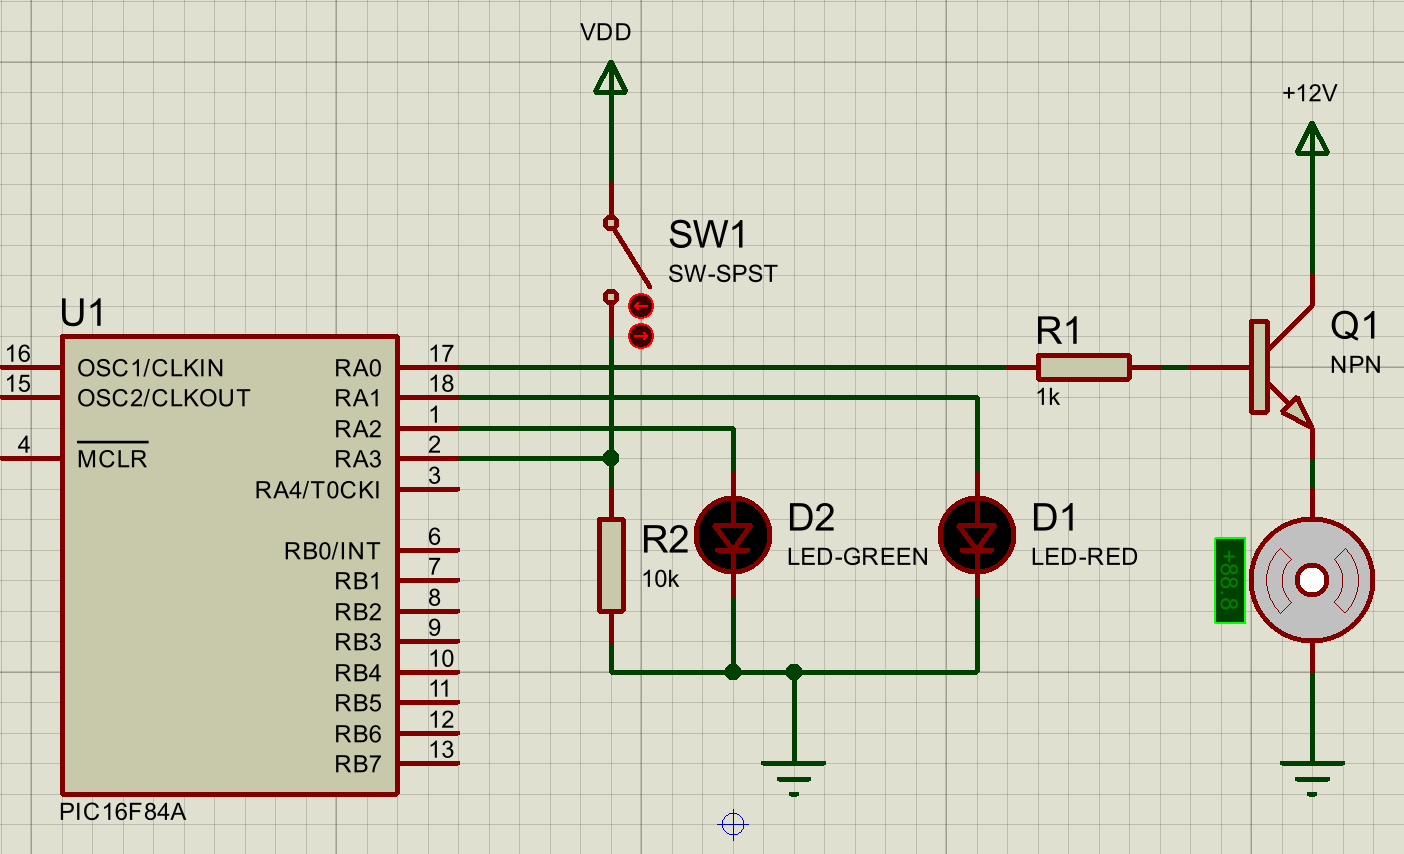 VDD
+12V
SW1
SW-SPST
U1
R1
1k
Q1
NPN
16 OSC1/CLKIN
15 OSC2/CLKOUT
4 MCLR
RA0 17
RA1 18
RA2 1
RA3 2
RA4/T0CKI 3
RB0/INT 6
RB1 7
RB2 8
RB3 9
RB4 10
RB5 11
RB6 12
RB7 13
PIC16F84A
R2
10k
D2
LED-GREEN
D1
LED-RED
+88.8